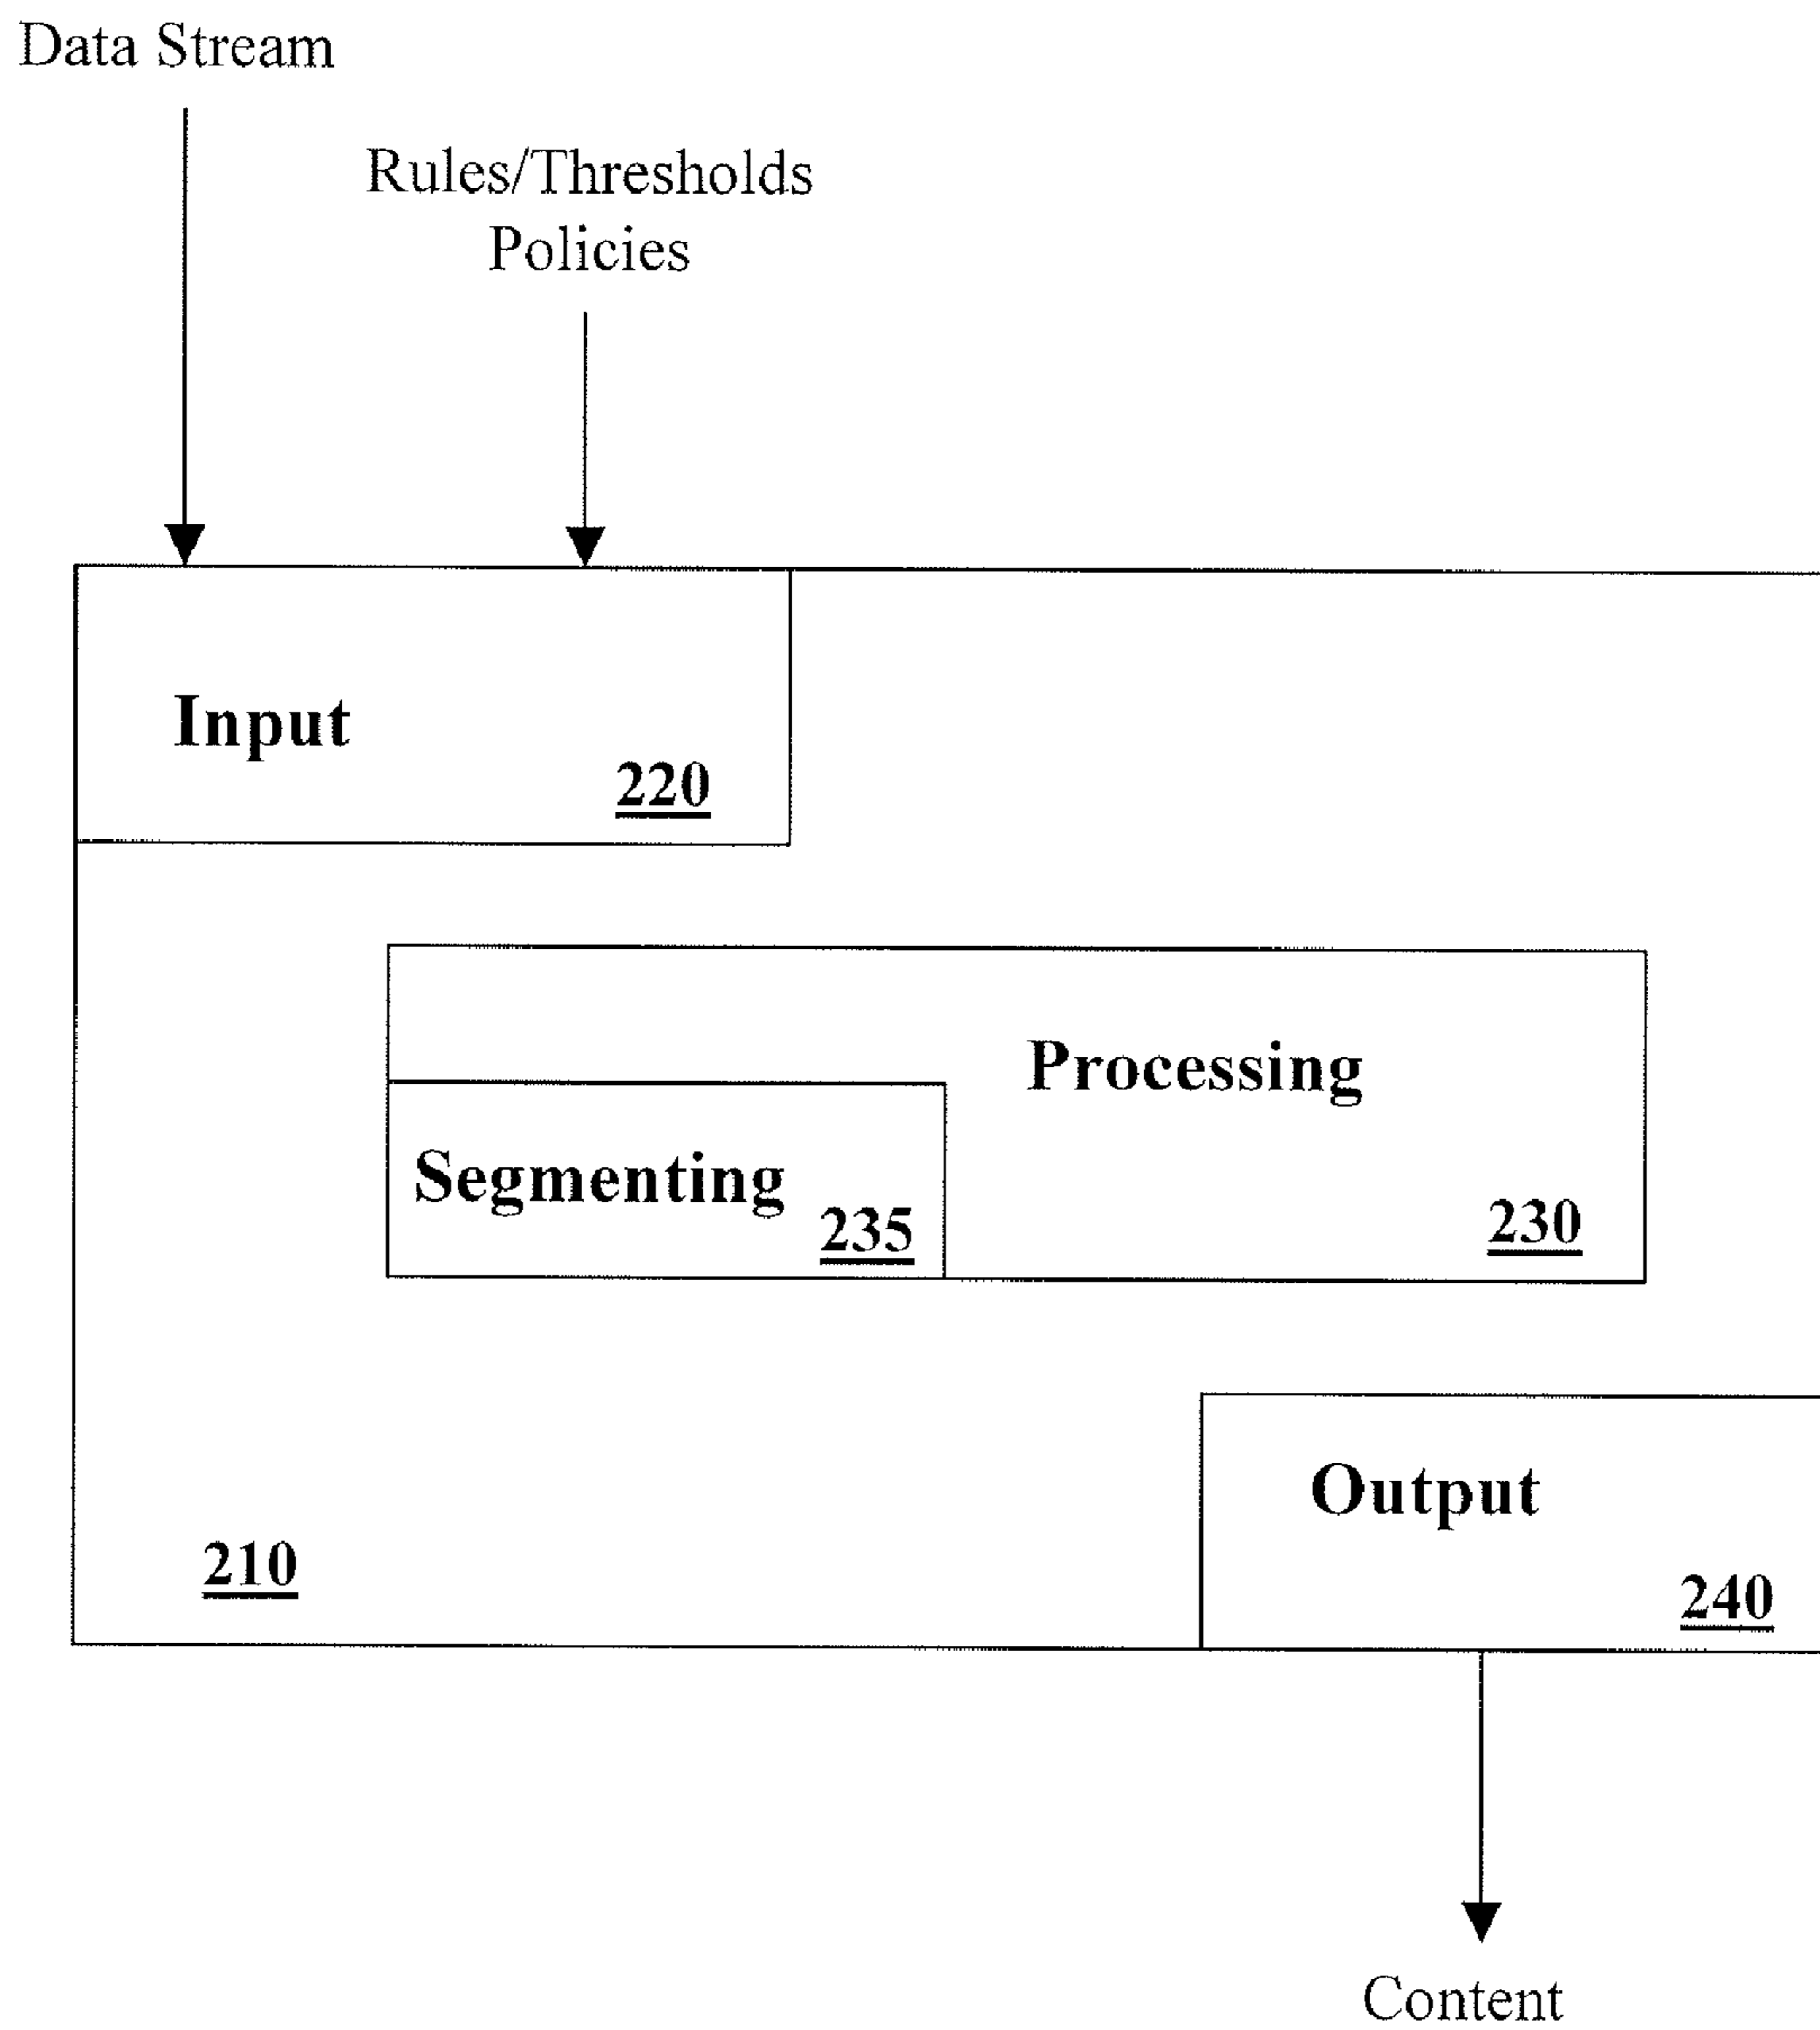 Data Stream
Rules/Thresholds
Policies
Input
220
Processing
Segmenting
235
230
Output
210
240
Content